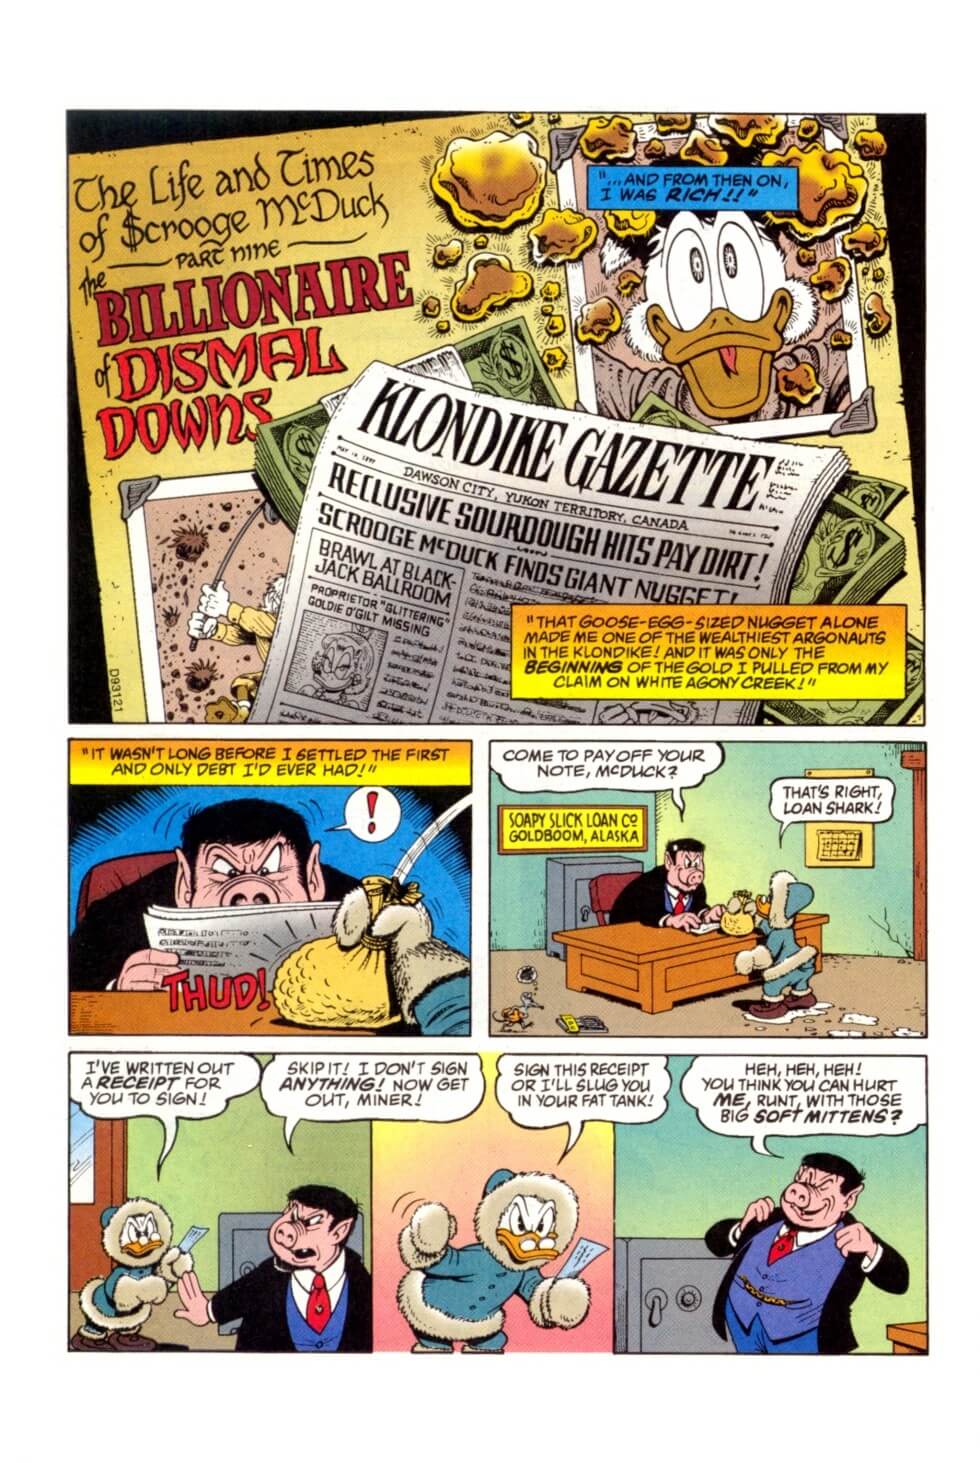 The Life and Times
of $crooge McDuck
PART NINE
The
BILLIONAIRE
of DISMAL
DOWNS
"...AND FROM THEN ON,
I WAS RICH!!"
KLONDIKE GAZETTE
DAWSON CITY, YUKON TERRITORY, CANADA
RECLUSIVE SOURDOUGH HITS PAY DIRT!
SCROOGE McDUCK FINDS GIANT NUGGET!
BRAWL AT BLACK-
JACK BALLROOM
PROPRIETOR "GLITTERING"
GOLDIE O'GILT MISSING
"THAT GOOSE-EGG-SIZED NUGGET ALONE
MADE ME ONE OF THE WEALTHIEST ARGONAUTS
IN THE KLONDIKE! AND IT WAS ONLY THE
BEGINNING OF THE GOLD I PULLED FROM MY
CLAIM ON WHITE AGONY CREEK!"
D93121
"IT WASN'T LONG BEFORE I SETTLED THE FIRST
AND ONLY DEBT I'D EVER HAD!"
!
THUD!
COME TO PAY OFF YOUR
NOTE, McDUCK?
THAT'S RIGHT,
LOAN SHARK!
SOAPY SLICK LOAN CO
GOLDBOOM, ALASKA
I'VE WRITTEN OUT
A RECEIPT FOR
YOU TO SIGN!
SKIP IT! I DON'T SIGN
ANYTHING! NOW GET
OUT, MINER!
SIGN THIS RECEIPT
OR I'LL SLUG YOU
IN YOUR FAT TANK!
HEH, HEH, HEH!
YOU THINK YOU CAN HURT
ME, RUNT, WITH THOSE
BIG SOFT MITTENS?